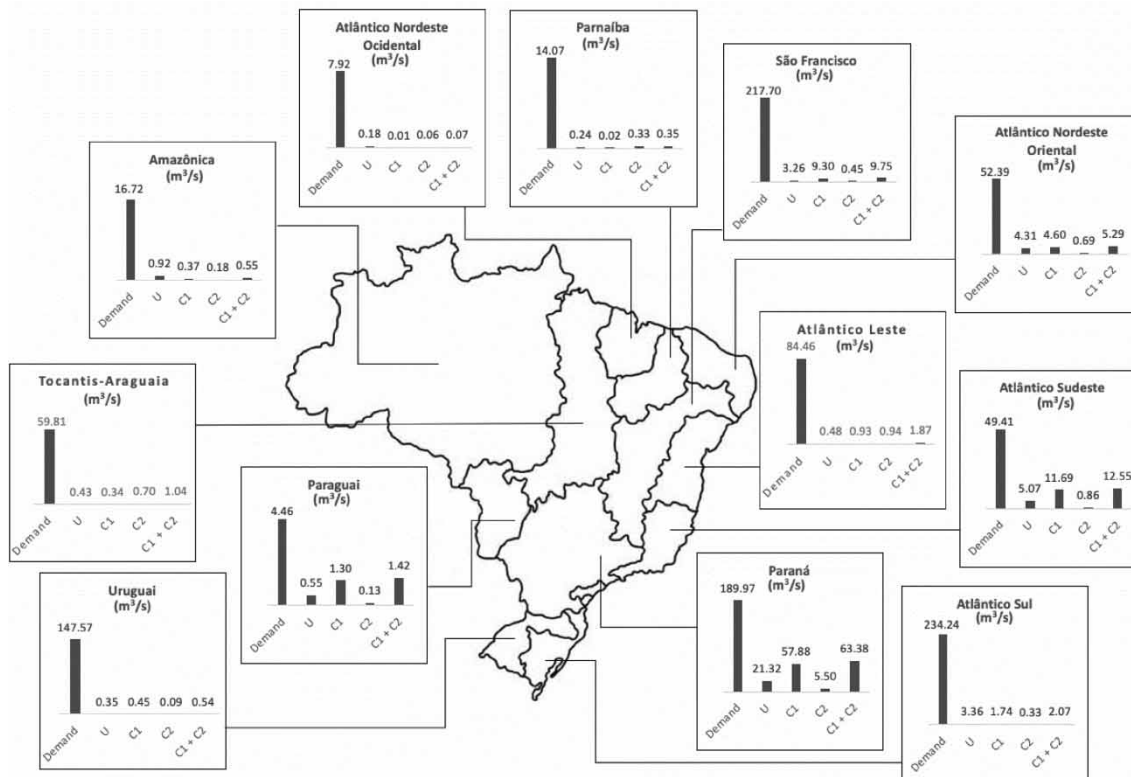 Atlântico Nordeste
Ocidental
(m³/s)
7.92
0.18 0.01 0.06 0.07
Demand U C1 C2 C1 + C2
Parnaíba
(m³/s)
14.07
0.24 0.02 0.33 0.35
Demand U C1 C2 C1 + C2
São Francisco
(m³/s)
217.70
3.26 9.30 0.45 9.75
Demand U C1 C2 C1 + C2
Atlântico Nordeste
Oriental
(m³/s)
52.39
4.31 4.60 0.69 5.29
Demand U C1 C2 C1 + C2
Amazônica
(m³/s)
16.72
0.92 0.37 0.18 0.55
Demand U C1 C2 C1 + C2
Atlântico Leste
(m³/s)
84.46
0.48 0.93 0.94 1.87
Demand U C1 C2 C1+C2
Tocantis-Araguaia
(m³/s)
59.81
0.43 0.34 0.70 1.04
Demand U C1 C2 C1 + C2
Atlântico Sudeste
(m³/s)
49.41
5.07 11.69 0.86 12.55
Demand U C1 C2 C1 + C2
Paraguai
(m³/s)
4.46
0.55 1.30 0.13 1.42
Demand U C1 C2 C1 + C2
Paraná
(m³/s)
189.97
21.32 57.88 5.50 63.38
Demand U C1 C2 C1 + C2
Uruguai
(m³/s)
147.57
0.35 0.45 0.09 0.54
Demand U C1 C2 C1 + C2
Atlântico Sul
(m³/s)
234.24
3.36 1.74 0.33 2.07
Demand U C1 C2 C1 + C2